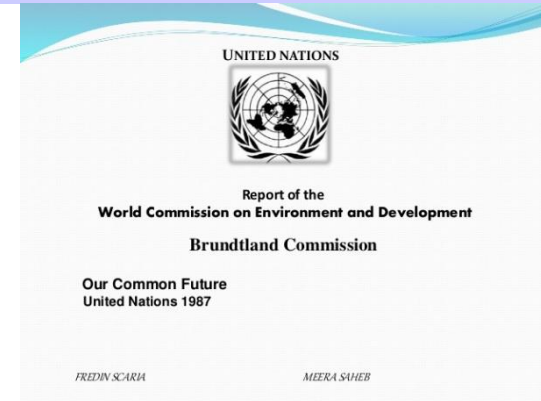 UNITED NATIONS
Report of the
World Commission on Environment and Development
Brundtland Commission
Our Common Future
United Nations 1987
FREDIN SCARIA MEERA SAHEB